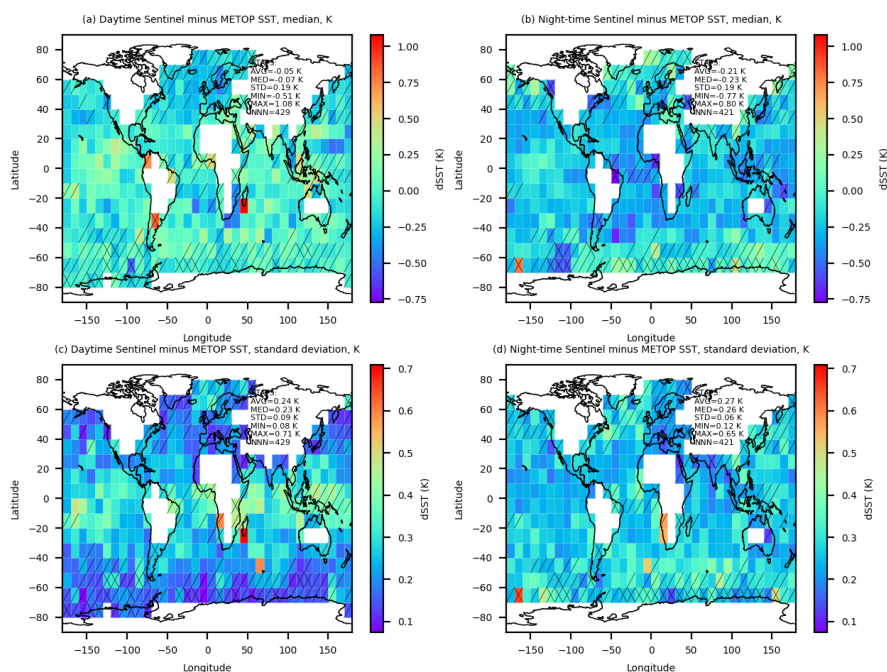 (a) Daytime Sentinel minus METOP SST, median, K
AVG=-0.05 K
MED=-0.07 K
STD=0.19 K
MIN=-0.51 K
MAX=1.08 K
NNN=429
80
60
40
20
0
−20
−40
−60
−80
Latitude
−150
−100
−50
0
50
100
150
Longitude
1.00
0.75
0.50
0.25
0.00
−0.25
−0.50
−0.75
dSST (K)
(b) Night-time Sentinel minus METOP SST, median, K
AVG=-0.21 K
MED=-0.23 K
STD=0.19 K
MIN=-0.77 K
MAX=0.80 K
NNN=421
80
60
40
20
0
−20
−40
−60
−80
Latitude
−150
−100
−50
0
50
100
150
Longitude
1.00
0.75
0.50
0.25
0.00
−0.25
−0.50
−0.75
dSST (K)
(c) Daytime Sentinel minus METOP SST, standard deviation, K
AVG=0.24 K
MED=0.23 K
STD=0.09 K
MIN=0.08 K
MAX=0.71 K
NNN=429
80
60
40
20
0
−20
−40
−60
−80
Latitude
−150
−100
−50
0
50
100
150
Longitude
0.7
0.6
0.5
0.4
0.3
0.2
0.1
dSST (K)
(d) Night-time Sentinel minus METOP SST, standard deviation, K
AVG=0.27 K
MED=0.26 K
STD=0.06 K
MIN=0.12 K
MAX=0.65 K
NNN=421
80
60
40
20
0
−20
−40
−60
−80
Latitude
−150
−100
−50
0
50
100
150
Longitude
0.7
0.6
0.5
0.4
0.3
0.2
0.1
dSST (K)